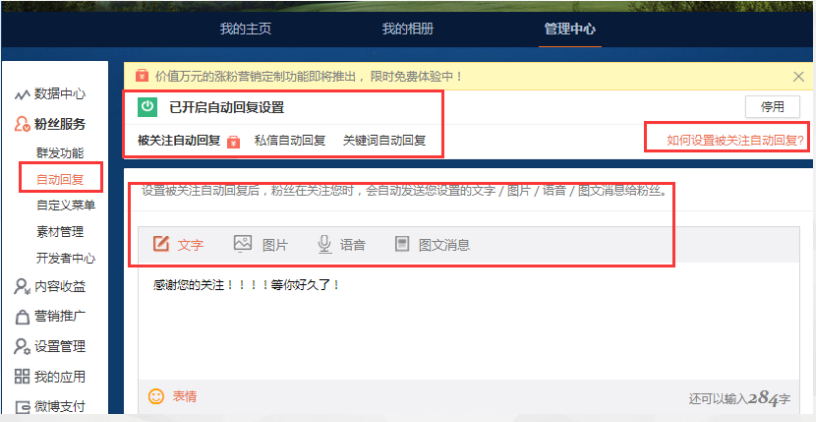 我的主页 我的相册 管理中心
价值万元的涨粉营销定制功能即将推出，限时免费体验中！
数据中心
已开启自动回复设置 停用
粉丝服务
被关注自动回复 私信自动回复 关键词自动回复 如何设置被关注自动回复?
群发功能
自动回复
设置被关注自动回复后，粉丝在关注您时，会自动发送您设置的文字/图片/语音/图文消息给粉丝。
自定义菜单
素材管理
文字 图片 语音 图文消息
开发者中心
内容收益
感谢您的关注！！！！等你好久了！
营销推广
设置管理
我的应用
表情 还可以输入284字
微博支付